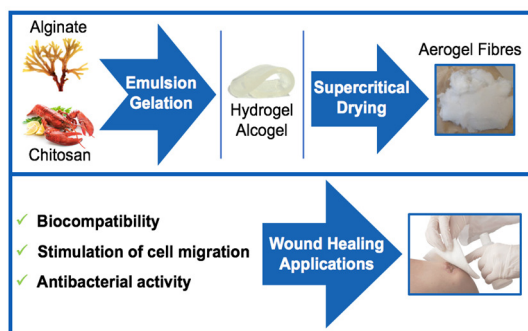 Alginate
Chitosan
Emulsion
Gelation
Hydrogel
Alcogel
Supercritical
Drying
Aerogel Fibres
✓ Biocompatibility
✓ Stimulation of cell migration
✓ Antibacterial activity
Wound Healing
Applications